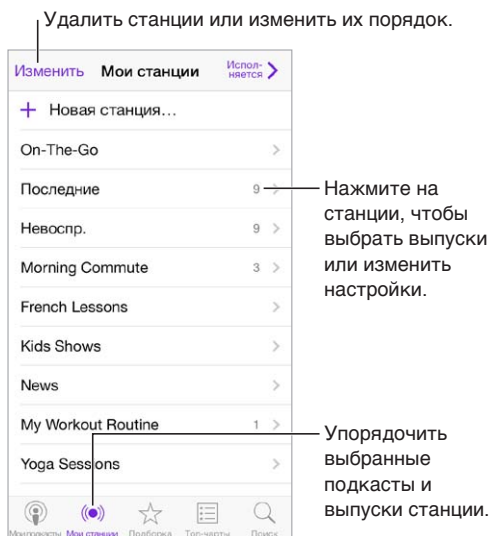 Удалить станции или изменить их порядок.
Изменить Мои станции Испол-
няется
Новая станция…
On-The-Go
Последние 9
Невоспр. 9
Morning Commute 3
French Lessons
Kids Shows
News
My Workout Routine 1
Yoga Sessions
Мои подкасты Мои станции Подборка Топ-чарты Поиск
Нажмите на
станции, чтобы
выбрать выпуски
или изменить
настройки.
Упорядочить
выбранные
подкасты и
выпуски станции.